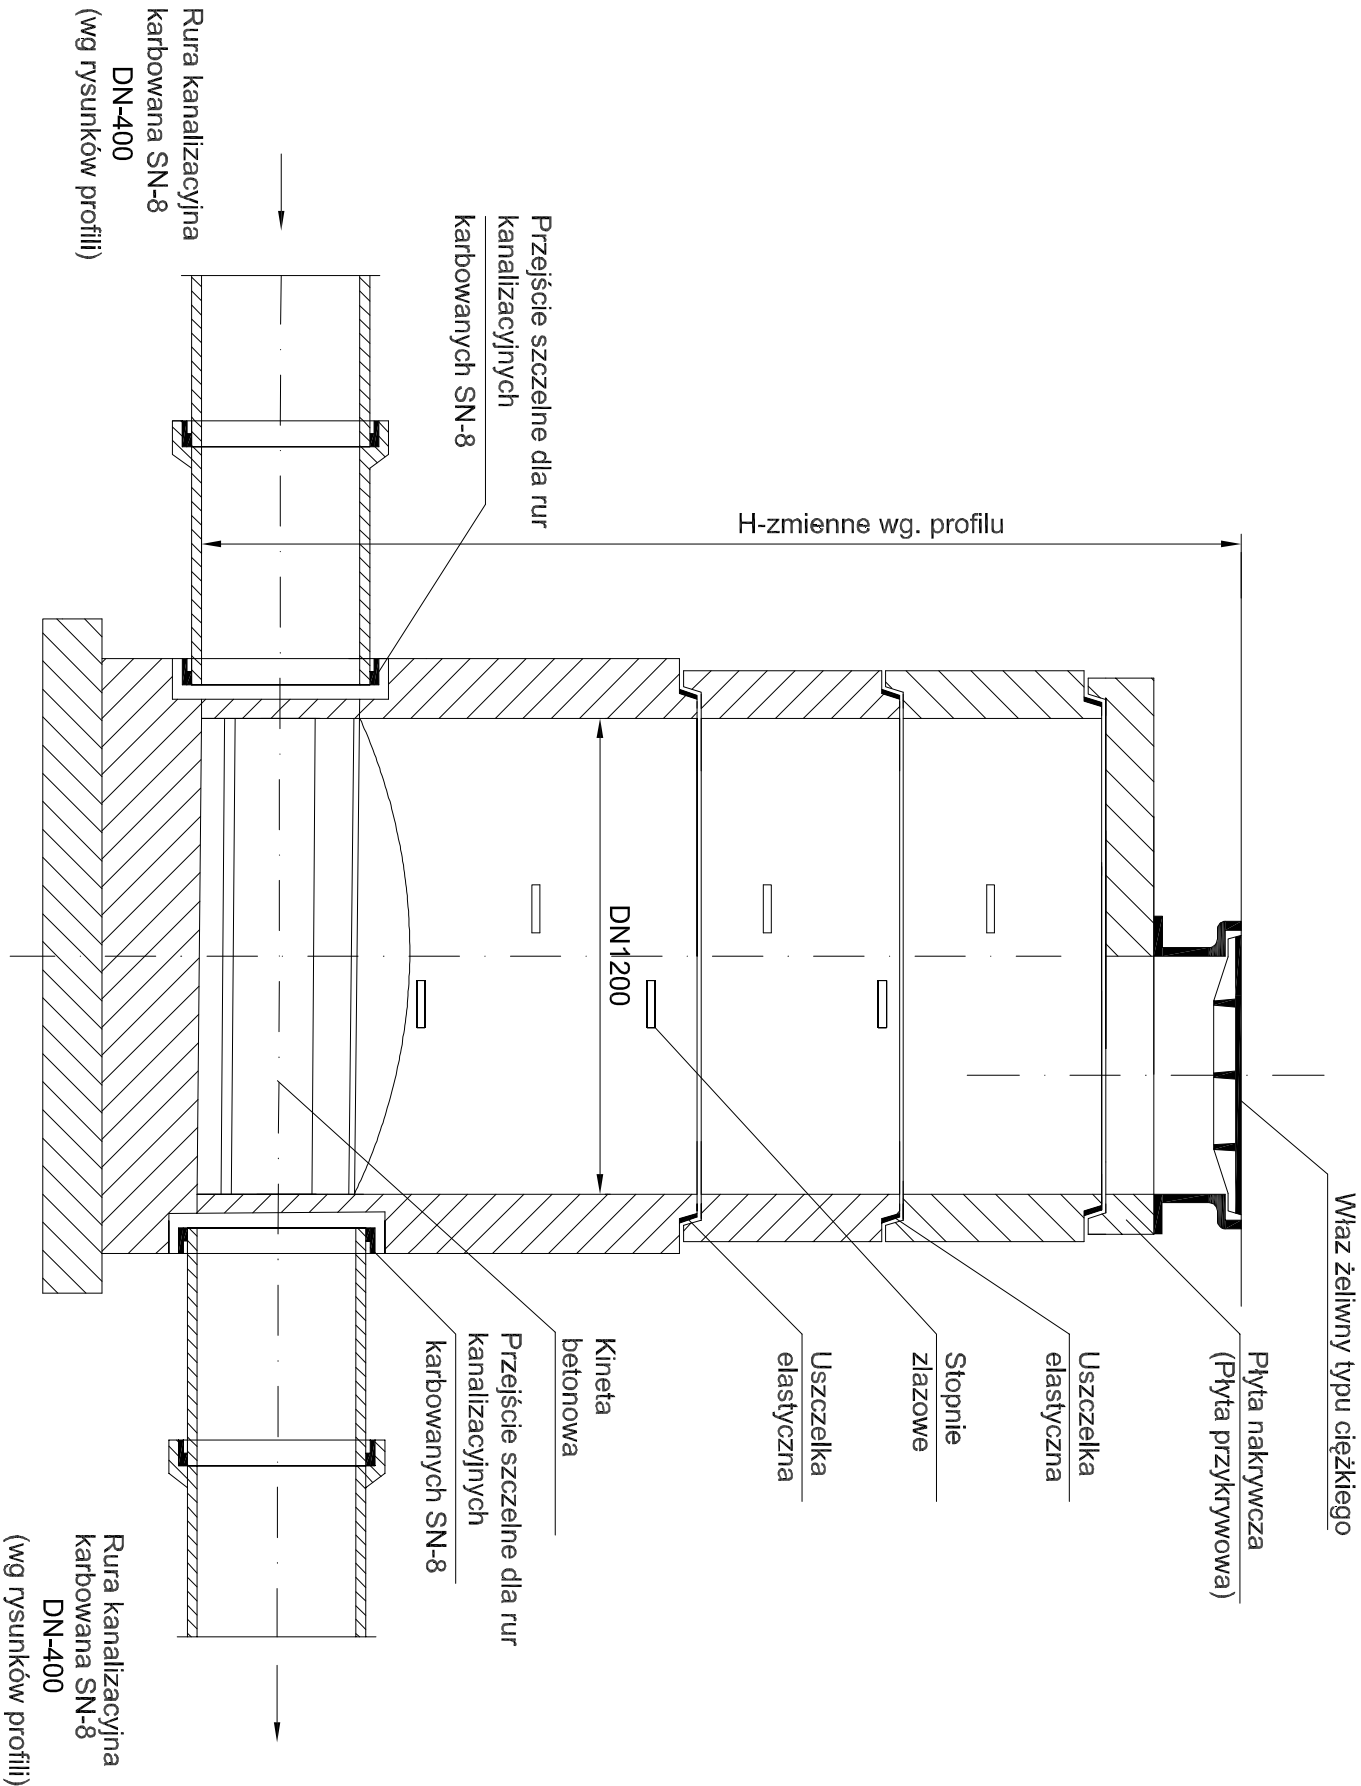 Właz żeliwny typu ciężkiego
Płyta nakrywcza
(Płyta przykrywowa)
Uszczelka
elastyczna
Stopnie
złazowe
Uszczelka
elastyczna
Kineta
betonowa
Przejście szczelne dla rur
kanalizacyjnych
karbowanych SN-8
Rura kanalizacyjna
karbowana SN-8
DN-400
(wg rysunków profili)
H-zmienne wg. profilu
DN1200
Przejście szczelne dla rur
kanalizacyjnych
karbowanych SN-8
Rura kanalizacyjna
karbowana SN-8
DN-400
(wg rysunków profili)